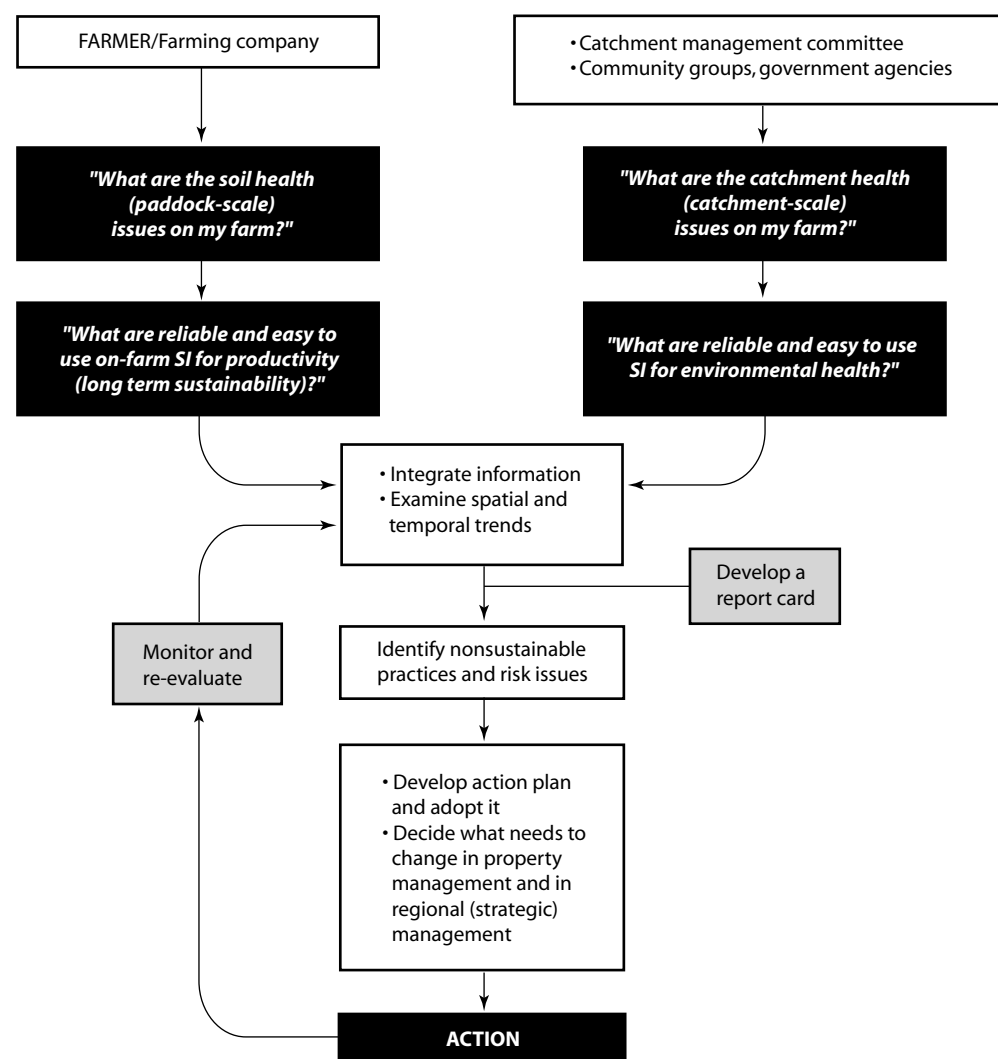 FARMER/Farming company
• Catchment management committee
• Community groups, government agencies
"What are the soil health
(paddock-scale)
issues on my farm?"
"What are the catchment health
(catchment-scale)
issues on my farm?"
"What are reliable and easy to
use on-farm SI for productivity
(long term sustainability)?"
"What are reliable and easy to use
SI for environmental health?"
• Integrate information
• Examine spatial and
temporal trends
Develop a
report card
Monitor and
re-evaluate
Identify nonsustainable
practices and risk issues
• Develop action plan
and adopt it
• Decide what needs to
change in property
management and in
regional (strategic)
management
ACTION